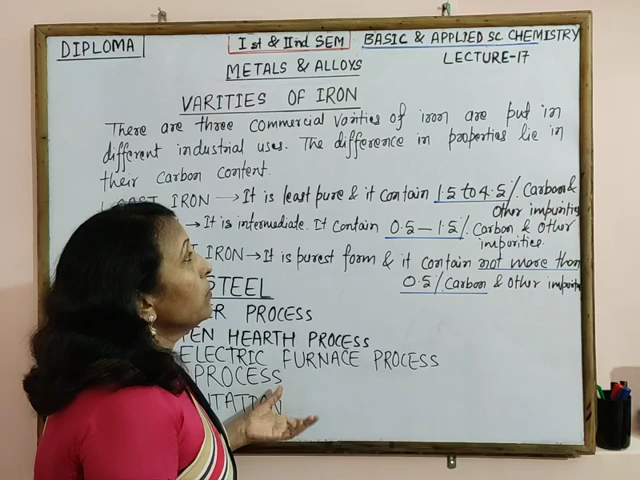 DIPLOMA
Ist & IInd SEM
BASIC & APPLIED SC CHEMISTRY
LECTURE-17
METALS & ALLOYS
VARITIES OF IRON
There are three commercial varities of iron are put in
different industrial uses. The difference in properties lie in
their carbon content.
IRON → It is least pure & it contain 1.5 to 4.5% Carbon &
other impurities
→ It is intermediate. It contain 0.5-1.5% Carbon & other
impurities.
IRON → It is purest form & it contain not more than
0.5% Carbon & other
STEEL
PROCESS
HEARTH PROCESS
ELECTRIC FURNACE PROCESS
PROCESS